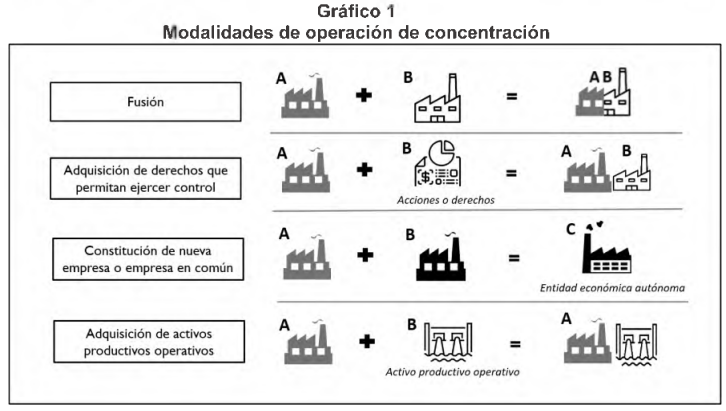 Gráfico 1
Modalidades de operación de concentración
Fusión
A
B
=
A B
Adquisición de derechos que
permitan ejercer control
A
B
$
=
A
B
Acciones o derechos
Constitución de nueva
empresa o empresa en común
A
B
=
C
Entidad económica autónoma
Adquisición de activos
productivos operativos
A
B
=
A
Activo productivo operativo